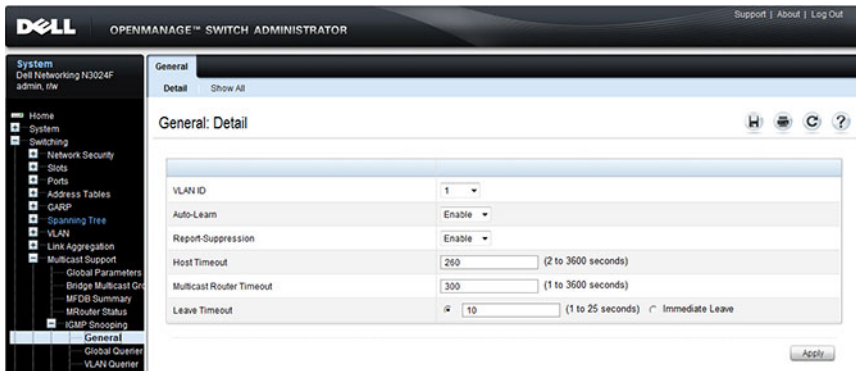 DELL OPENMANAGE™ SWITCH ADMINISTRATOR
Support | About | Log Out
System
Dell Networking N3024F
admin, r/w
Home
System
Switching
Network Security
Slots
Ports
Address Tables
GARP
Spanning Tree
VLAN
Link Aggregation
Multicast Support
Global Parameters
Bridge Multicast Gro
MFDB Summary
MRouter Status
IGMP Snooping
General
Global Querier
VLAN Querier
General
Detail Show All
General: Detail
VLAN ID 1
Auto-Learn Enable
Report-Suppression Enable
Host Timeout 260 (2 to 3600 seconds)
Multicast Router Timeout 300 (1 to 3600 seconds)
Leave Timeout 10 (1 to 25 seconds) Immediate Leave
Apply